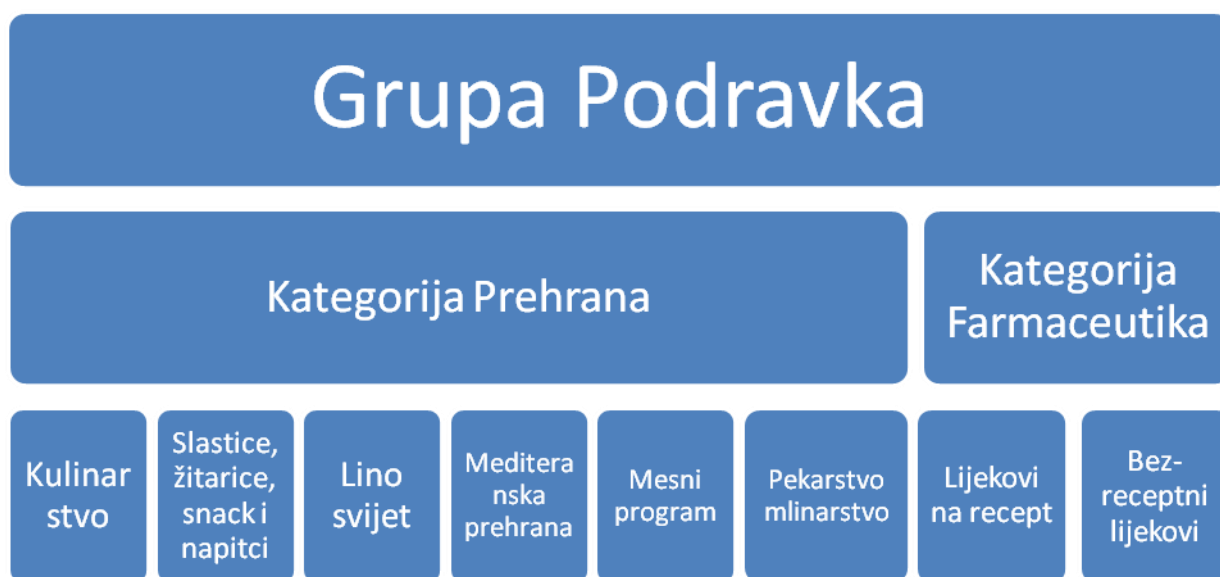 Grupa Podravka
Kategorija Prehrana
Kategorija
Farmaceutika
Kulinar
stvo
Slastice,
žitarice,
snack i
napitci
Lino
svijet
Meditera
nska
prehrana
Mesni
program
Pekarstvo
mlinarstvo
Lijekovi
na recept
Bez-
receptni
lijekovi